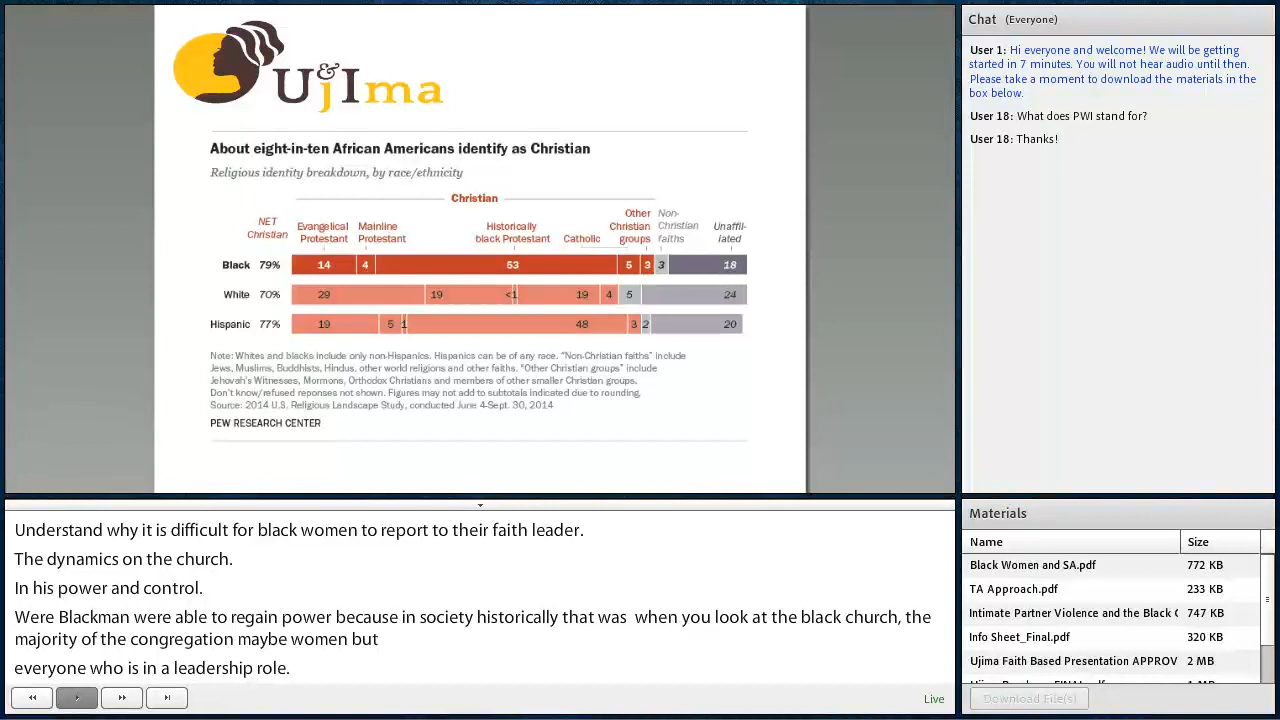 U&jIma
About eight-in-ten African Americans identify as Christian
Religious identity breakdown, by race/ethnicity
Christian
NET Christian
Evangelical Protestant
Mainline Protestant
Historically black Protestant
Catholic
Other Christian groups
Non-Christian faiths
Unaffil-iated
Black 79% 14 4 53 5 3 3 18
White 70% 29 19 <1 19 4 5 24
Hispanic 77% 19 5 1 48 3 2 20
Note: Whites and blacks include only non-Hispanics. Hispanics can be of any race. "Non-Christian faiths" include
Jews, Muslims, Buddhists, Hindus, other world religions and other faiths. "Other Christian groups" include
Jehovah's Witnesses, Mormons, Orthodox Christians and members of other smaller Christian groups.
Don't know/refused reponses not shown. Figures may not add to subtotals indicated due to rounding.
Source: 2014 U.S. Religious Landscape Study, conducted June 4-Sept. 30, 2014
PEW RESEARCH CENTER
Understand why it is difficult for black women to report to their faith leader.
The dynamics on the church.
In his power and control.
Were Blackman were able to regain power because in society historically that was when you look at the black church, the
majority of the congregation maybe women but
everyone who is in a leadership role.
Live
Chat (Everyone)
User 1: Hi everyone and welcome! We will be getting
started in 7 minutes. You will not hear audio until then.
Please take a moment to download the materials in the
box below.
User 18: What does PWI stand for?
User 18: Thanks!
Materials
Name Size
Black Women and SA.pdf 772 KB
TA Approach.pdf 233 KB
Intimate Partner Violence and the Black 747 KB
Info Sheet_Final.pdf 320 KB
Ujima Faith Based Presentation APPROV 2 MB
Download File(s)